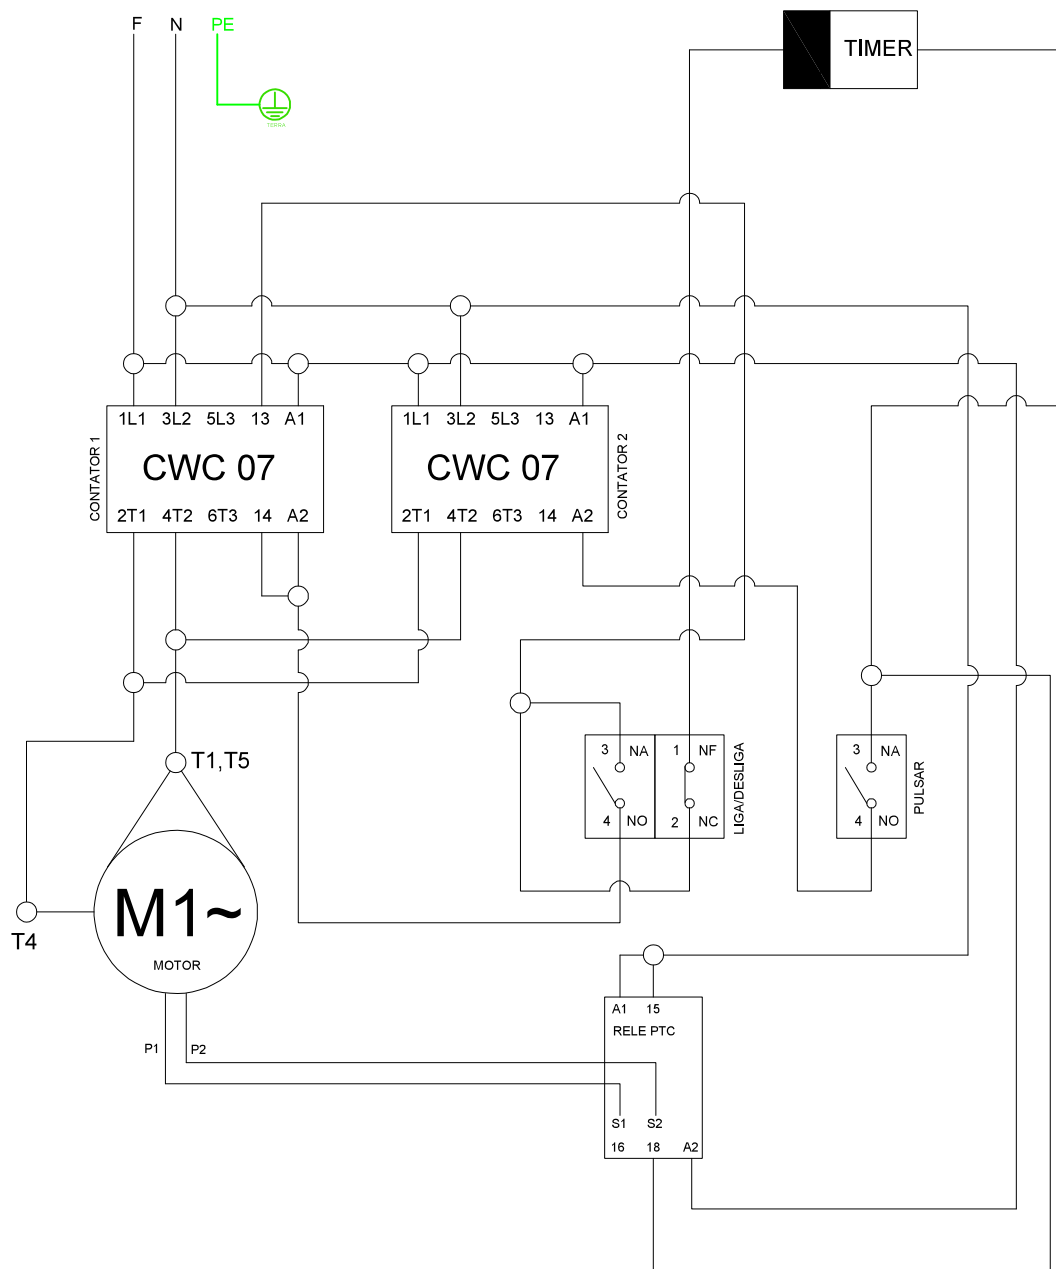 F N PE
TIMER
TERRA
1L1 3L2 5L3 13 A1
CWC 07
2T1 4T2 6T3 14 A2
CONTATOR 1
1L1 3L2 5L3 13 A1
CWC 07
2T1 4T2 6T3 14 A2
CONTATOR 2
T1,T5
M1~
MOTOR
T4
P1 P2
3 NA
4 NO
1 NF
2 NC
LIGA/DESLIGA
3 NA
4 NO
PULSAR
A1 15
RELE PTC
S1 S2
16 18 A2